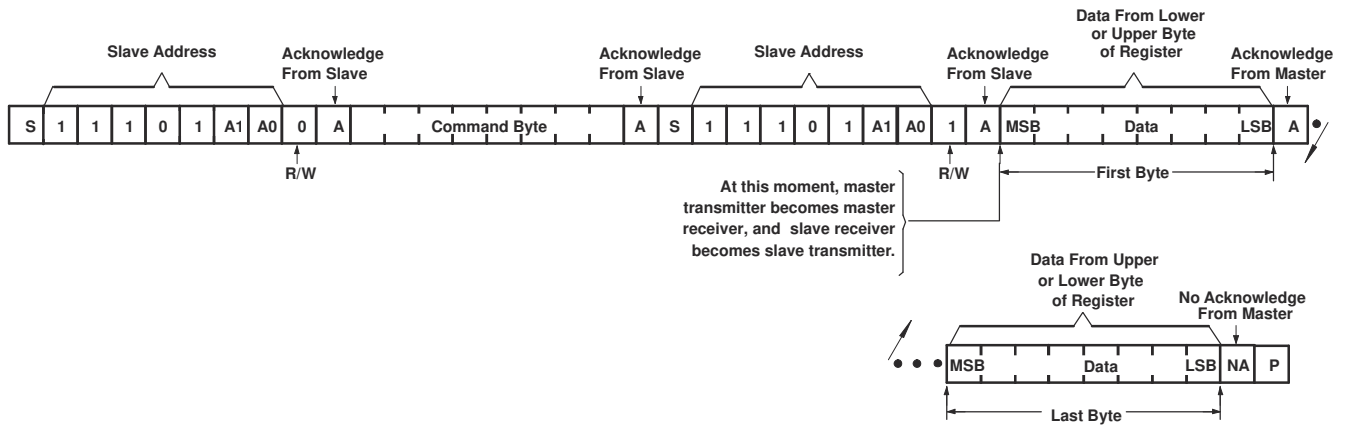 Slave Address
Acknowledge
From Slave
Acknowledge
From Slave
Slave Address
Acknowledge
From Slave
Data From Lower
or Upper Byte
of Register
Acknowledge
From Master
S 1 1 1 0 1 A1 A0 0 A Command Byte A S 1 1 1 0 1 A1 A0 1 A MSB Data LSB A
R/W
R/W
First Byte
At this moment, master
transmitter becomes master
receiver, and slave receiver
becomes slave transmitter.
Data From Upper
or Lower Byte
of Register
No Acknowledge
From Master
MSB Data LSB NA P
Last Byte